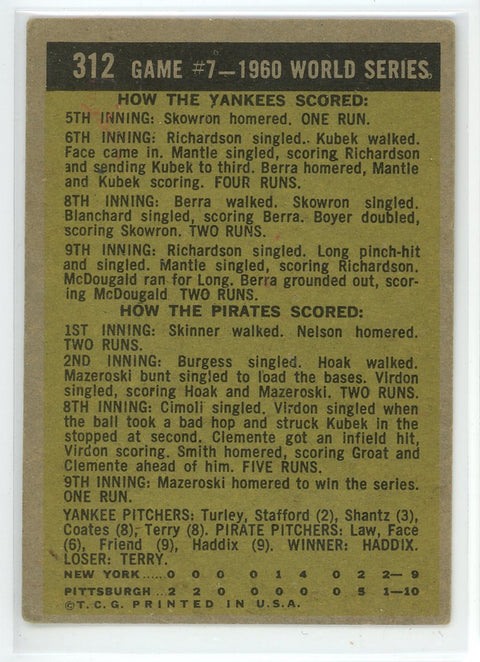 312 GAME #7—1960 WORLD SERIES
HOW THE YANKEES SCORED:
5TH INNING: Skowron homered. ONE RUN.
6TH INNING: Richardson singled. Kubek walked.
Face came in. Mantle singled, scoring Richardson
and sending Kubek to third. Berra homered, Mantle
and Kubek scoring. FOUR RUNS.
8TH INNING: Berra walked. Skowron singled.
Blanchard singled, scoring Berra. Boyer doubled,
scoring Skowron. TWO RUNS.
9TH INNING: Richardson singled. Long pinch-hit
and singled. Mantle singled, scoring Richardson.
McDougald ran for Long. Berra grounded out, scor-
ing McDougald TWO RUNS.
HOW THE PIRATES SCORED:
1ST INNING: Skinner walked. Nelson homered.
TWO RUNS.
2ND INNING: Burgess singled. Hoak walked.
Mazeroski bunt singled to load the bases. Virdon
singled, scoring Hoak and Mazeroski. TWO RUNS.
8TH INNING: Cimoli singled. Virdon singled when
the ball took a bad hop and struck Kubek in the
stopped at second. Clemente got an infield hit,
Virdon scoring. Smith homered, scoring Groat and
Clemente ahead of him. FIVE RUNS.
9TH INNING: Mazeroski homered to win the series.
ONE RUN.
YANKEE PITCHERS: Turley, Stafford (2), Shantz (3),
Coates (8), Terry (8). PIRATE PITCHERS: Law, Face
(6), Friend (9), Haddix (9). WINNER: HADDIX.
LOSER: TERRY.
NEW YORK ..... 0 0 0 0 1 4 0 2 2— 9
PITTSBURGH ... 2 2 0 0 0 0 0 5 1—10
©T.C.G. PRINTED IN U.S.A.